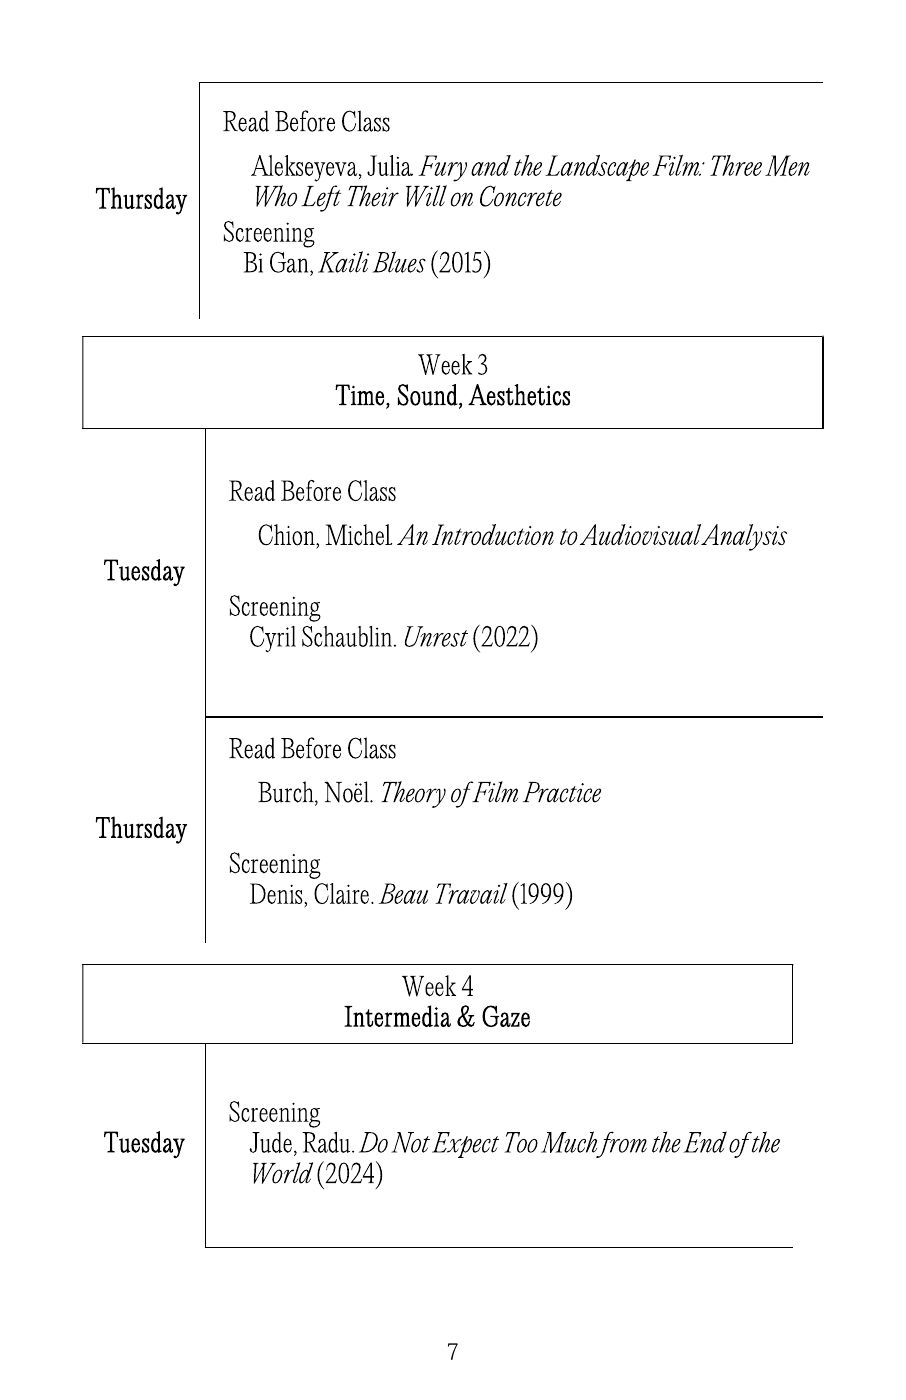 Read Before Class
Alekseyeva, Julia. Fury and the Landscape Film: Three Men
Who Left Their Will on Concrete
Thursday
Screening
Bi Gan, Kaili Blues (2015)
Week 3
Time, Sound, Aesthetics
Read Before Class
Chion, Michel. An Introduction to Audiovisual Analysis
Tuesday
Screening
Cyril Schaublin. Unrest (2022)
Read Before Class
Burch, Noël. Theory of Film Practice
Thursday
Screening
Denis, Claire. Beau Travail (1999)
Week 4
Intermedia & Gaze
Screening
Tuesday
Jude, Radu. Do Not Expect Too Much from the End of the
World (2024)
7